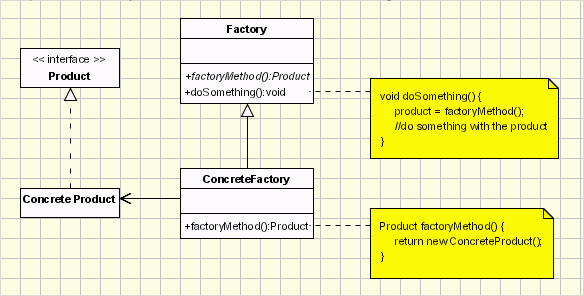 Factory
<< interface >>
Product
+factoryMethod():Product
+doSomething():void
void doSomething() {
product = factoryMethod();
//do something with the product
}
ConcreteFactory
Concrete Product
+factoryMethod():Product
Product factoryMethod() {
return new ConcreteProduct();
}